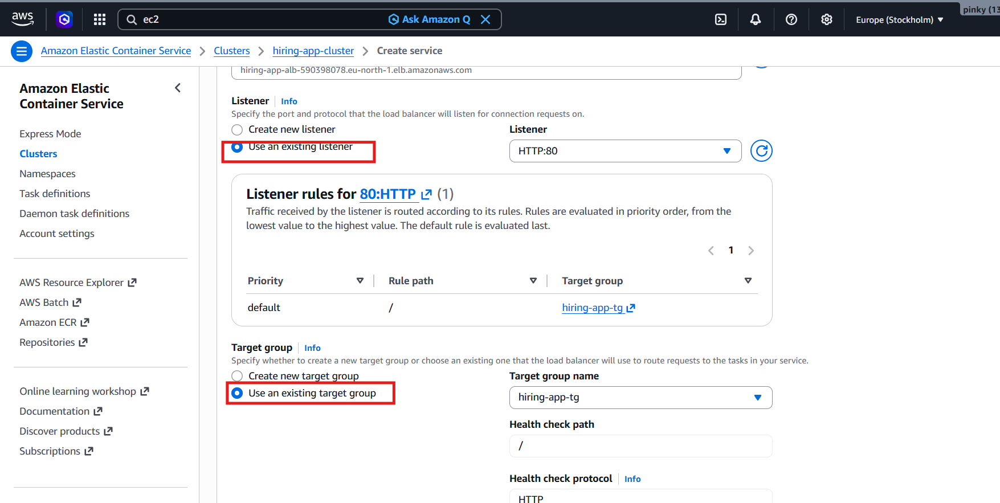 pinky (13
aws
ec2
Ask Amazon Q
Europe (Stockholm)
Amazon Elastic Container Service
Clusters
hiring-app-cluster
Create service
Amazon Elastic
Container Service
Express Mode
Clusters
Namespaces
Task definitions
Daemon task definitions
Account settings
AWS Resource Explorer
AWS Batch
Amazon ECR
Repositories
Online learning workshop
Documentation
Discover products
Subscriptions
hiring-app-alb-590398078.eu-north-1.elb.amazonaws.com
Listener Info
Specify the port and protocol that the load balancer will listen for connection requests on.
Create new listener
Use an existing listener
Listener
HTTP:80
Listener rules for 80:HTTP (1)
Traffic received by the listener is routed according to its rules. Rules are evaluated in priority order, from the
lowest value to the highest value. The default rule is evaluated last.
1
Priority Rule path Target group
default / hiring-app-tg
Target group Info
Specify whether to create a new target group or choose an existing one that the load balancer will use to route requests to the tasks in your service.
Create new target group
Use an existing target group
Target group name
hiring-app-tg
Health check path
/
Health check protocol Info
HTTP